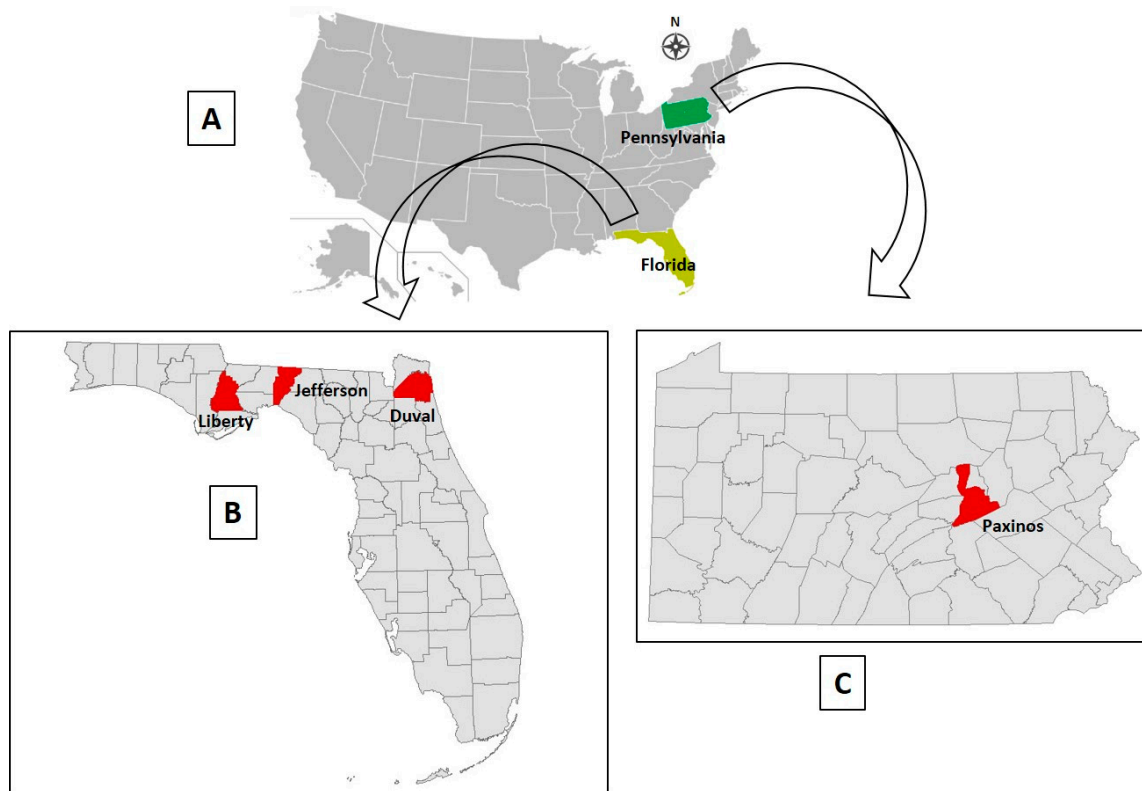 N
A
Pennsylvania
Florida
Jefferson
Liberty
Duval
B
Paxinos
C